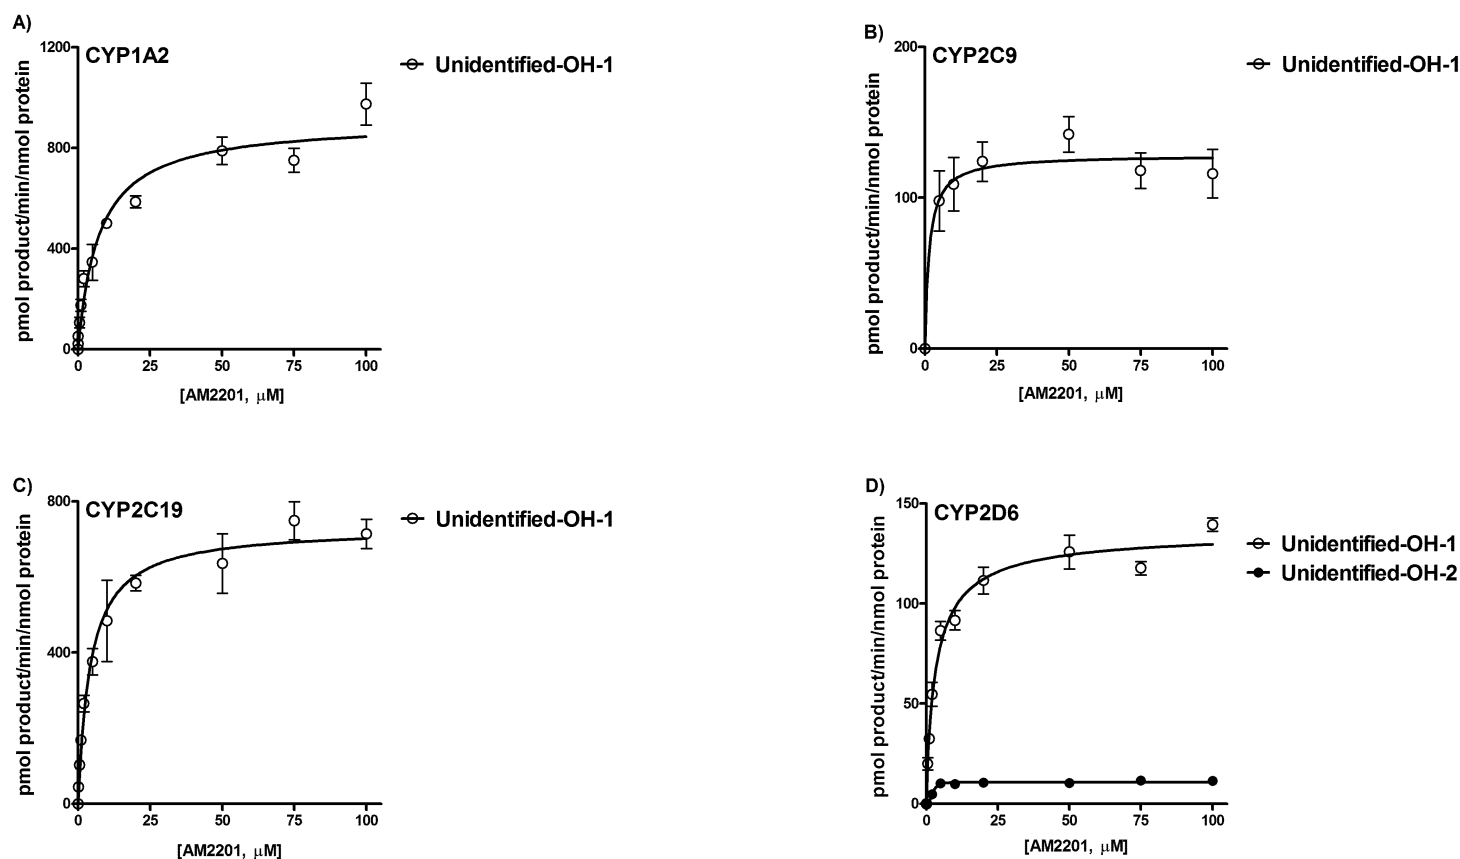 A)
CYP1A2
Unidentified-OH-1
pmol product/min/nmol protein
1200
800
400
0
0 25 50 75 100
[AM2201, μM]
B)
CYP2C9
Unidentified-OH-1
pmol product/min/nmol protein
200
100
0
0 25 50 75 100
[AM2201, μM]
C)
CYP2C19
Unidentified-OH-1
pmol product/min/nmol protein
800
400
0
0 25 50 75 100
[AM2201, μM]
D)
CYP2D6
Unidentified-OH-1
Unidentified-OH-2
pmol product/min/nmol protein
150
100
50
0
0 25 50 75 100
[AM2201, μM]